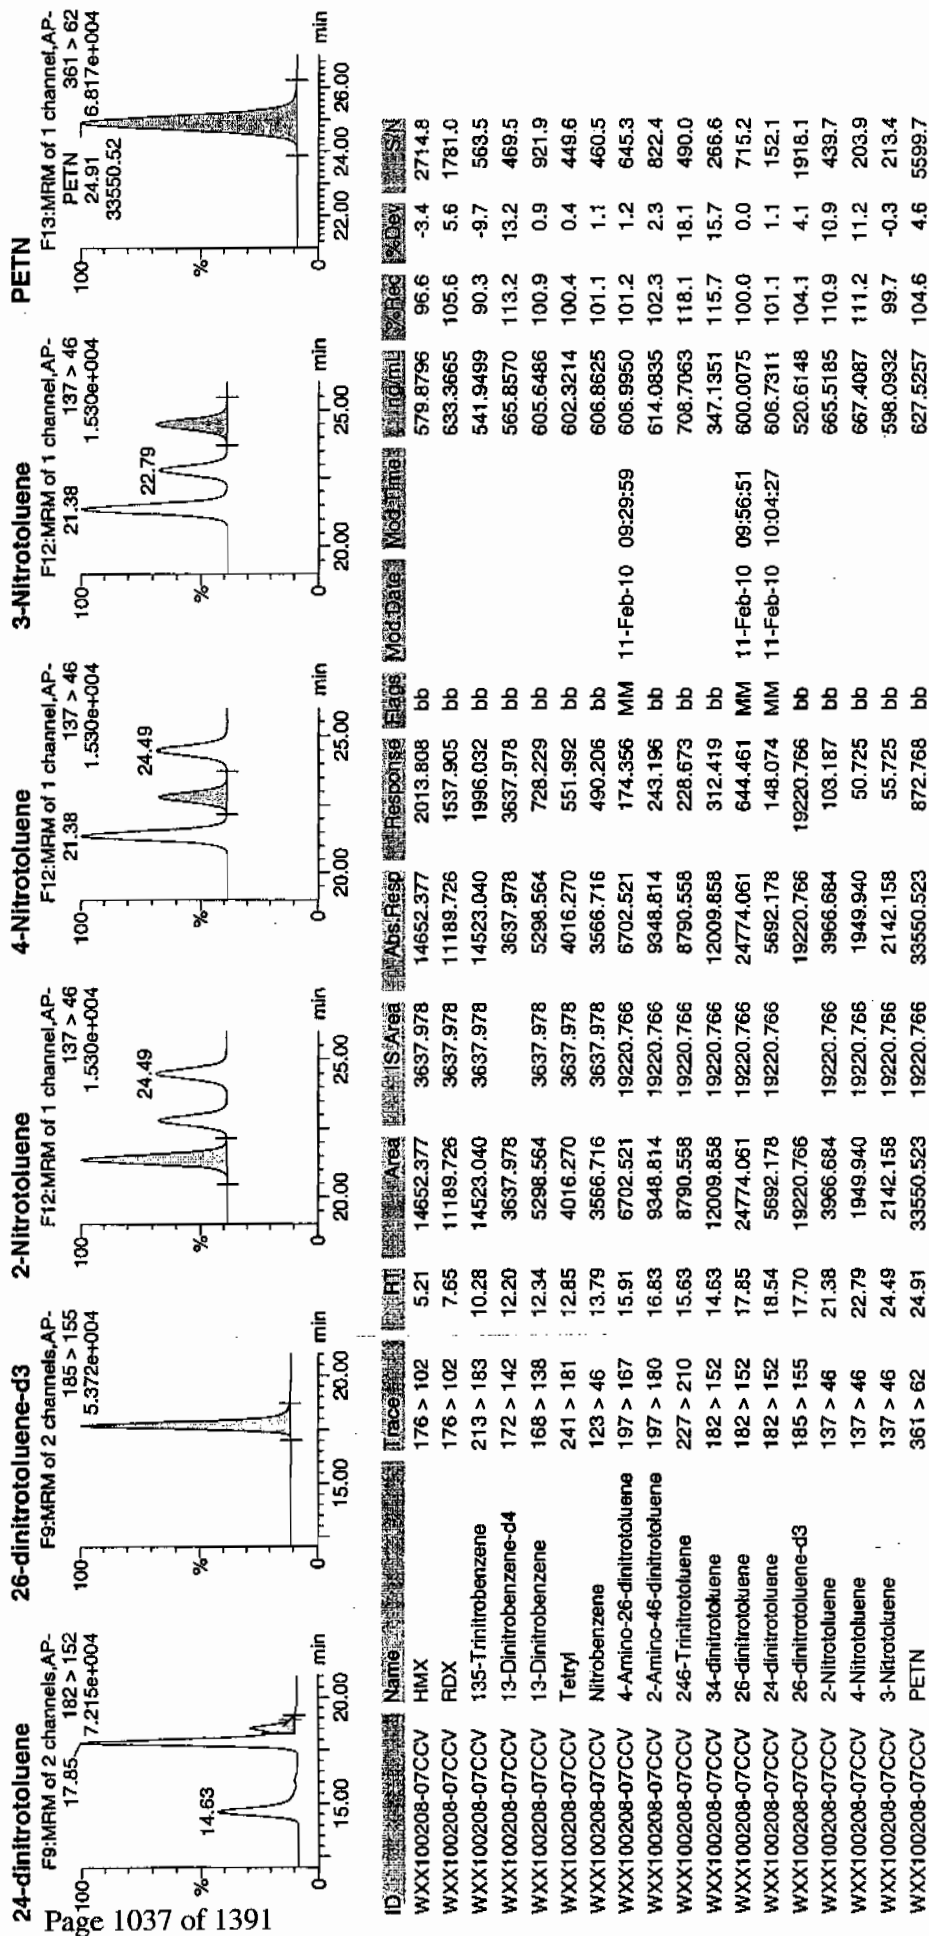 24-dinitrotoluene
F9:MRM of 2 channels,AP-
182 > 152
7.215e+004
17.85
100
14.63
%
0
15.00 20.00 min
26-dinitrotoluene-d3
F9:MRM of 2 channels,AP-
185 > 155
5.372e+004
100
%
0
15.00 20.00 min
2-Nitrotoluene
F12:MRM of 1 channel,AP-
137 > 46
1.530e+004
100
24.49
%
0
20.00 25.00 min
4-Nitrotoluene
F12:MRM of 1 channel,AP-
137 > 46
1.530e+004
100 21.38
24.49
%
0
20.00 25.00 min
3-Nitrotoluene
F12:MRM of 1 channel,AP-
137 > 46
1.530e+004
100 21.38
22.79
%
0
20.00 25.00 min
PETN
F13:MRM of 1 channel,AP-
361 > 62
6.817e+004
PETN
24.91
33550.52
100
%
0
22.00 24.00 26.00 min
ID Name Trace RT Area IS Area Abs.Resp Response Flags Mod.Date Mod.Time ng/mL %Rec %Dev S/N
WXX100208-07CCV HMX 176 > 102 5.21 14652.377 3637.978 14652.377 2013.808 bb 579.8796 96.6 -3.4 2714.8
WXX100208-07CCV RDX 176 > 102 7.65 11189.726 3637.978 11189.726 1537.905 bb 633.3665 105.6 5.6 1781.0
WXX100208-07CCV 135-Trinitrobenzene 213 > 183 10.28 14523.040 3637.978 14523.040 1996.032 bb 541.9499 90.3 -9.7 563.5
WXX100208-07CCV 13-Dinitrobenzene-d4 172 > 142 12.20 3637.978 3637.978 3637.978 bb 565.8570 113.2 13.2 469.5
WXX100208-07CCV 13-Dinitrobenzene 168 > 138 12.34 5298.564 3637.978 5298.564 728.229 bb 605.6486 100.9 0.9 921.9
WXX100208-07CCV Tetryl 241 > 181 12.85 4016.270 3637.978 4016.270 551.992 bb 602.3214 100.4 0.4 449.6
WXX100208-07CCV Nitrobenzene 123 > 46 13.79 3566.716 3637.978 3566.716 490.206 bb 606.8625 101.1 1.1 460.5
WXX100208-07CCV 4-Amino-26-dinitrotoluene 197 > 167 15.91 6702.521 19220.766 6702.521 174.356 MM 11-Feb-10 09:29:59 606.9950 101.2 1.2 645.3
WXX100208-07CCV 2-Amino-46-dinitrotoluene 197 > 180 16.83 9348.814 19220.766 9348.814 243.196 bb 614.0835 102.3 2.3 822.4
WXX100208-07CCV 246-Trinitrotoluene 227 > 210 15.63 8790.558 19220.766 8790.558 228.673 bb 708.7063 118.1 18.1 490.0
WXX100208-07CCV 34-dinitrotoluene 182 > 152 14.63 12009.858 19220.766 12009.858 312.419 bb 347.1351 115.7 15.7 266.6
WXX100208-07CCV 26-dinitrotoluene 182 > 152 17.85 24774.061 19220.766 24774.061 644.461 MM 11-Feb-10 09:56:51 600.0075 100.0 0.0 715.2
WXX100208-07CCV 24-dinitrotoluene 182 > 152 18.54 5692.178 19220.766 5692.178 148.074 MM 11-Feb-10 10:04:27 606.7311 101.1 1.1 152.1
WXX100208-07CCV 26-dinitrotoluene-d3 185 > 155 17.70 19220.766 19220.766 19220.766 bb 520.6148 104.1 4.1 1918.1
WXX100208-07CCV 2-Nitrotoluene 137 > 46 21.38 3966.684 19220.766 3966.684 103.187 bb 665.5185 110.9 10.9 439.7
WXX100208-07CCV 4-Nitrotoluene 137 > 46 22.79 1949.940 19220.766 1949.940 50.725 bb 667.4087 111.2 11.2 203.9
WXX100208-07CCV 3-Nitrotoluene 137 > 46 24.49 2142.158 19220.766 2142.158 55.725 bb 598.0932 99.7 -0.3 213.4
WXX100208-07CCV PETN 361 > 62 24.91 33550.523 19220.766 33550.523 872.768 bb 627.5257 104.6 4.6 5599.7
Page 1037 of 1391